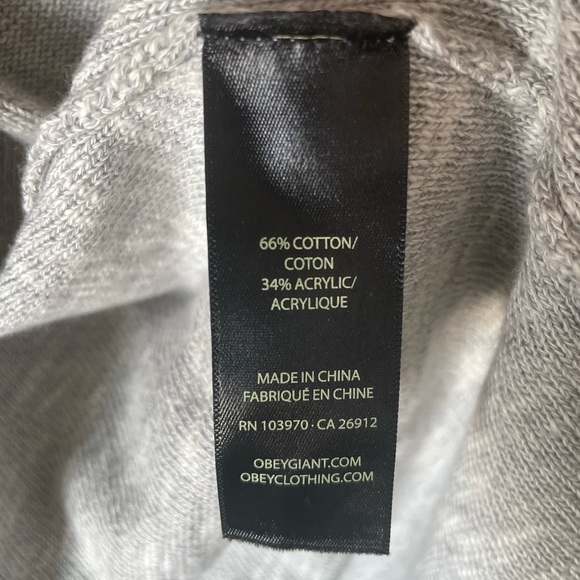 66% COTTON/
COTON
34% ACRYLIC/
ACRYLIQUE
MADE IN CHINA
FABRIQUÉ EN CHINE
RN 103970 · CA 26912
OBEYGIANT.COM
OBEYCLOTHING.COM